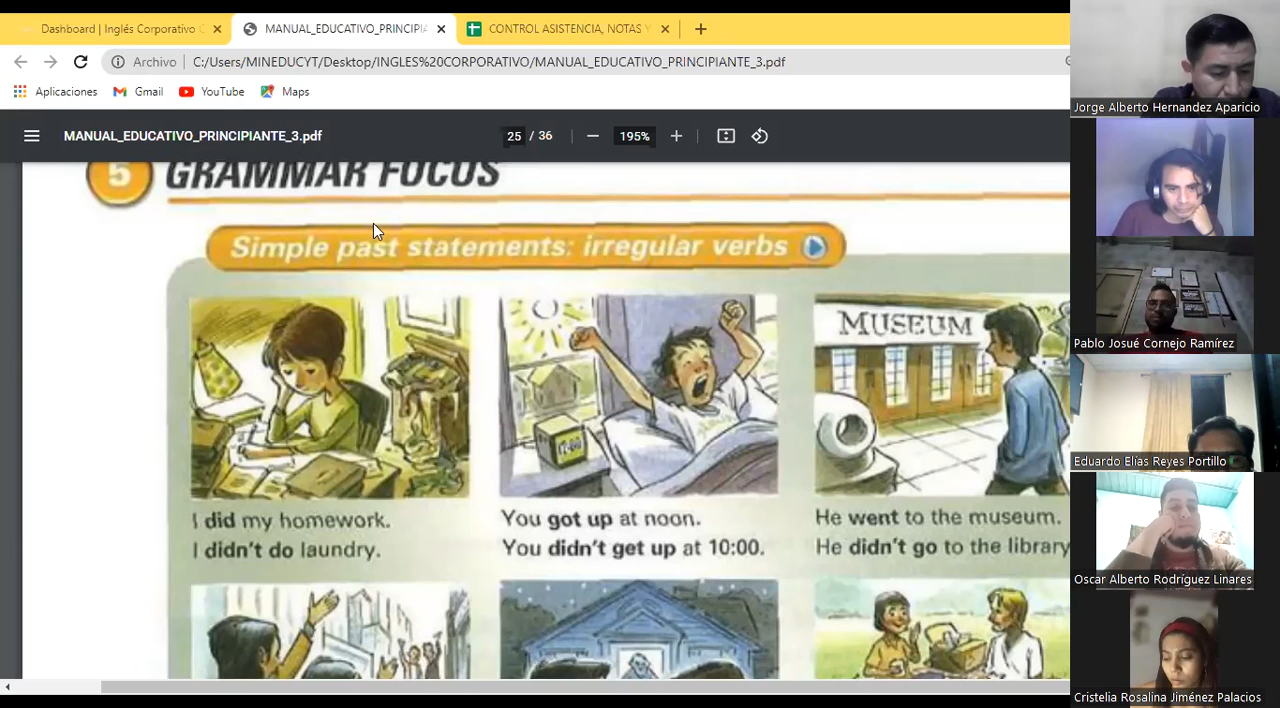 Dashboard | Inglés Corporativo
MANUAL_EDUCATIVO_PRINCIPI
CONTROL ASISTENCIA, NOTAS Y
Archivo
C:/Users/MINEDUCYT/Desktop/INGLES%20CORPORATIVO/MANUAL_EDUCATIVO_PRINCIPIANTE_3.pdf
Aplicaciones
Gmail
YouTube
Maps
MANUAL_EDUCATIVO_PRINCIPIANTE_3.pdf
25 / 36
195%
5 GRAMMAR FOCUS
Simple past statements: irregular verbs
MUSEUM
I did my homework.
I didn't do laundry.
You got up at noon.
You didn't get up at 10:00.
He went to the museum.
He didn't go to the library
Jorge Alberto Hernandez Aparicio
Pablo Josué Cornejo Ramírez
Eduardo Elías Reyes Portillo
Oscar Alberto Rodríguez Linares
Cristelia Rosalina Jiménez Palacios